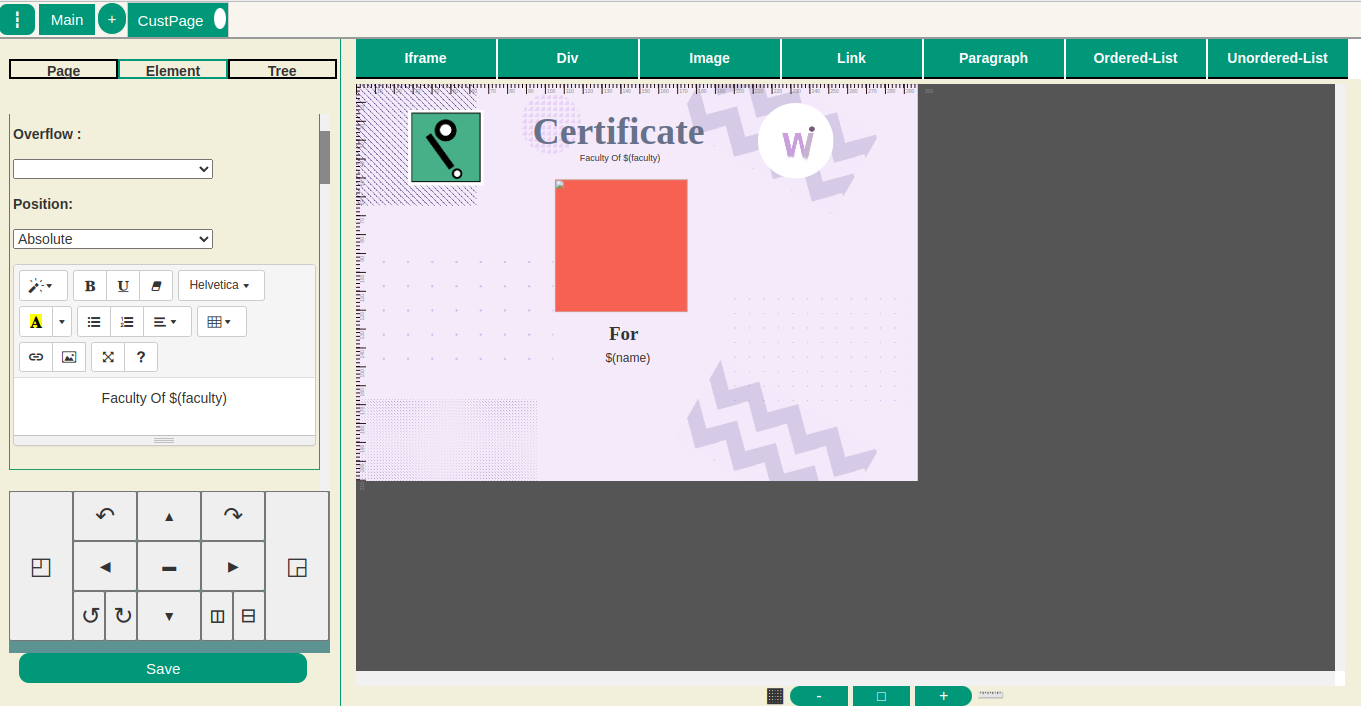 Main
+
CustPage
Page
Element
Tree
Overflow :
Position:
Absolute
B
U
Helvetica
A
?
Faculty Of $(faculty)
Save
Iframe
Div
Image
Link
Paragraph
Ordered-List
Unordered-List
Certificate
Faculty Of $(faculty)
W
For
$(name)
-
+